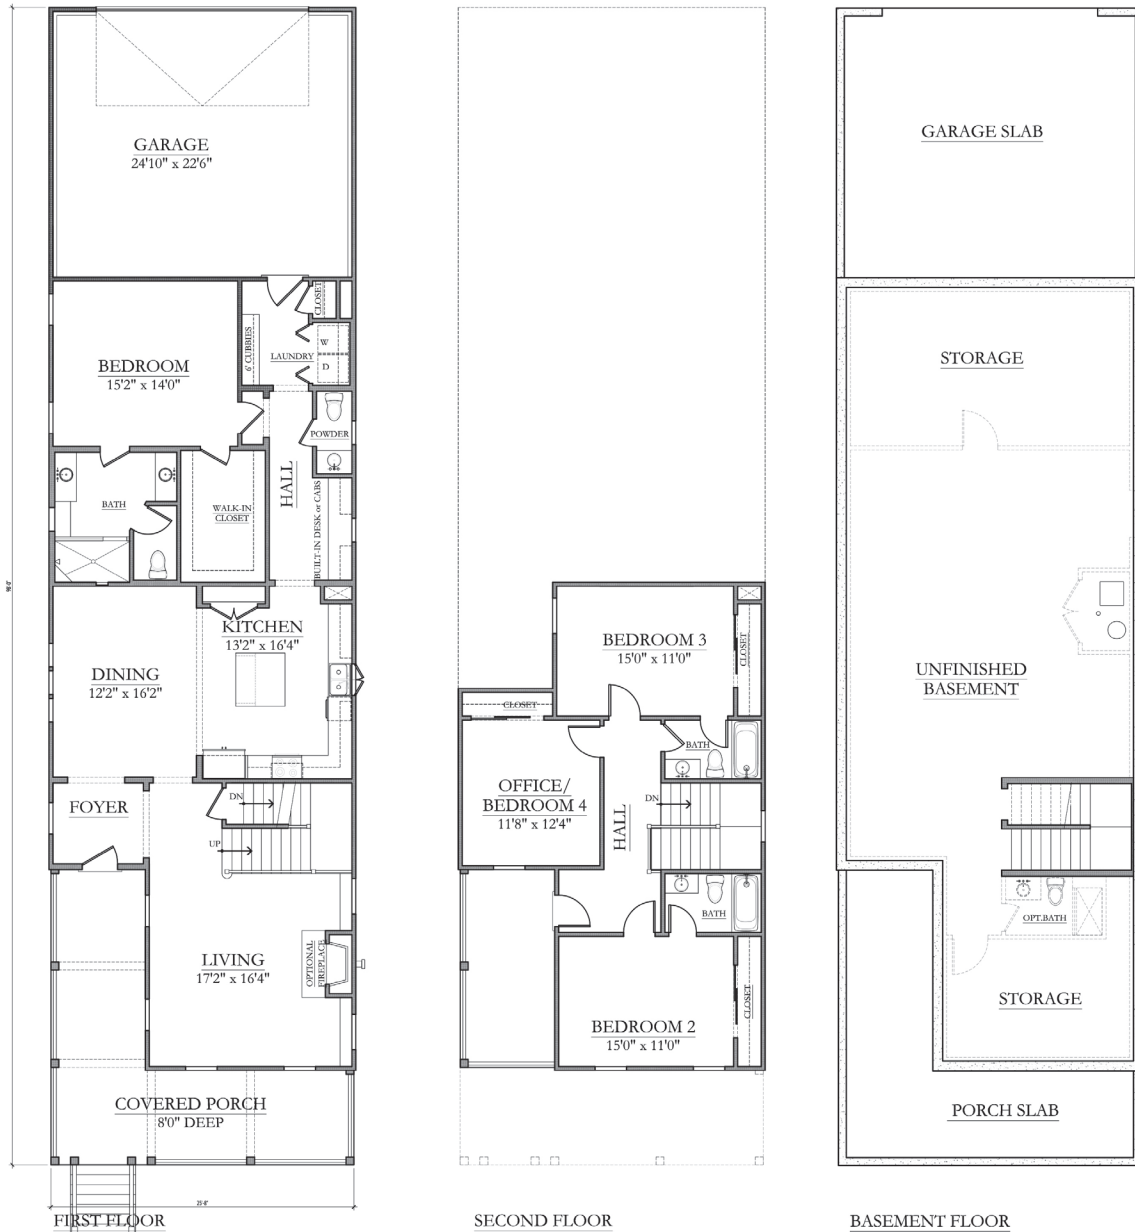 GARAGE
24'10" x 22'6"
CLOSET
6' CUBBIES
W
LAUNDRY
D
BEDROOM
15'2" x 14'0"
POWDER
HALL
BATH
WALK-IN
CLOSET
BUILT-IN DESK or CABS
KITCHEN
13'2" x 16'4"
DINING
12'2" x 16'2"
FOYER
DN
UP
LIVING
17'2" x 16'4"
OPTIONAL
FIREPLACE
COVERED PORCH
8'0" DEEP
98'-0"
25'-8"
FIRST FLOOR
BEDROOM 3
15'0" x 11'0"
CLOSET
CLOSET
BATH
OFFICE/
BEDROOM 4
11'8" x 12'4"
HALL
DN
BATH
BEDROOM 2
15'0" x 11'0"
CLOSET
SECOND FLOOR
GARAGE SLAB
STORAGE
UNFINISHED
BASEMENT
OPT.BATH
STORAGE
PORCH SLAB
BASEMENT FLOOR